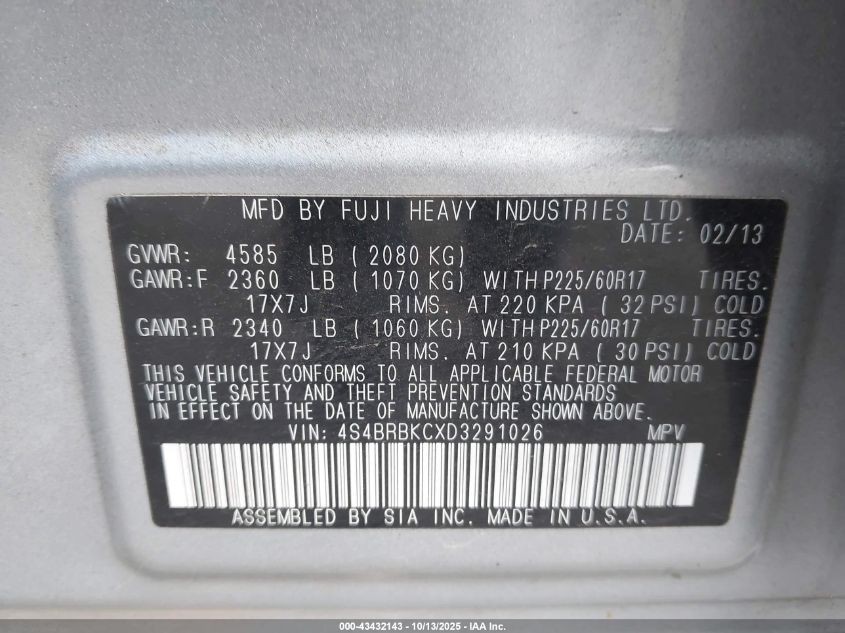 MFD BY FUJI HEAVY INDUSTRIES LTD.
DATE: 02/13
GVWR: 4585 LB ( 2080 KG)
GAWR:F 2360 LB ( 1070 KG) WITH P225/60R17 TIRES.
17X7J RIMS. AT 220 KPA ( 32 PSI) COLD
GAWR:R 2340 LB ( 1060 KG) WITH P225/60R17 TIRES.
17X7J RIMS. AT 210 KPA ( 30 PSI) COLD
THIS VEHICLE CONFORMS TO ALL APPLICABLE FEDERAL MOTOR
VEHICLE SAFETY AND THEFT PREVENTION STANDARDS
IN EFFECT ON THE DATE OF MANUFACTURE SHOWN ABOVE.
VIN: 4S4BRBKCXD3291026 MPV
ASSEMBLED BY SIA INC. MADE IN U.S.A.
000-43432143 - 10/13/2025 - IAA Inc.